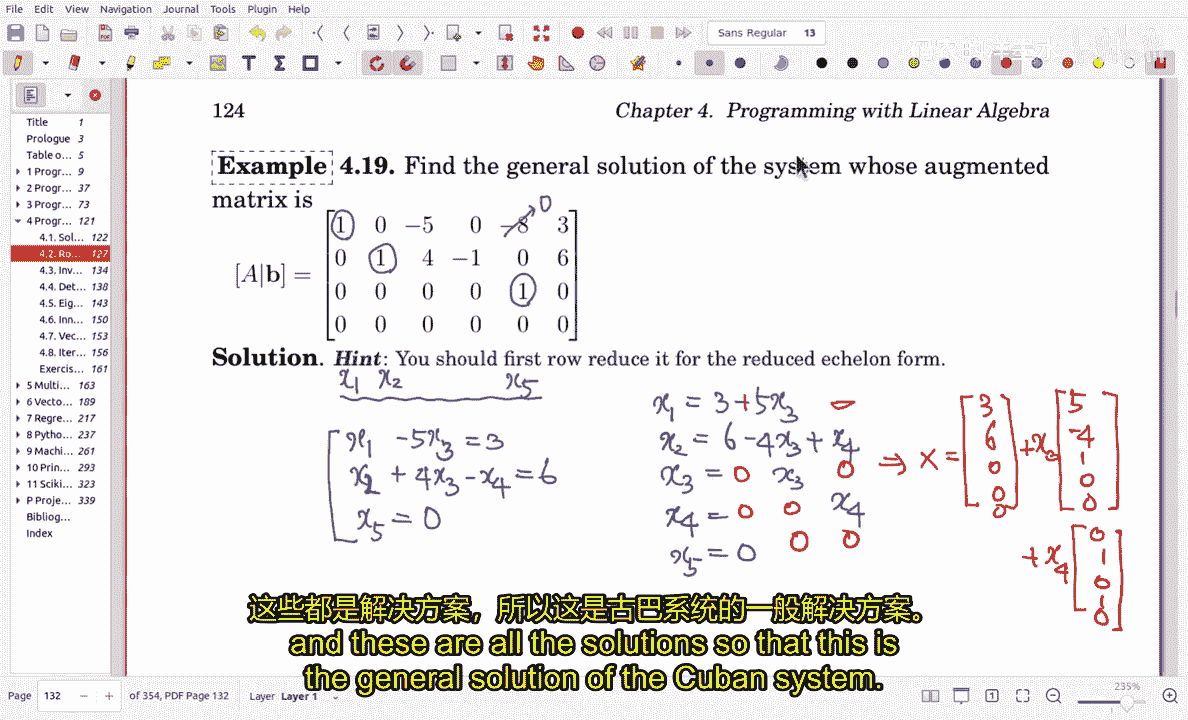 File Edit View Navigation Journal Tools Plugin Help
Sans Regular 13
Title 1
Prologue 3
Table o... 5
1 Progr... 9
2 Progr... 37
3 Progr... 73
4 Progr... 121
4.1. Sol... 122
4.2. Ro... 127
4.3. Inv... 134
4.4. Det... 138
4.5. Eig... 143
4.6. Inn... 150
4.7. Vec... 153
4.8. Iter... 156
Exercis... 161
5 Multi... 163
6 Vecto... 189
7 Regre... 217
8 Pytho... 237
9 Machi... 261
10 Prin... 293
11 Sciki... 323
P Proje... 339
Bibliog...
Index
124 Chapter 4. Programming with Linear Algebra
Example 4.19. Find the general solution of the system whose augmented
matrix is
0
1 0 −5 0 −8 3
[A|b] = 0 1 4 −1 0 6
0 0 0 0 1 0
0 0 0 0 0 0
Solution. Hint: You should first row reduce it for the reduced echelon form.
x1 x2 x5
x1 -5x3 = 3
x2 + 4x3 - x4 = 6
x5 = 0
x1 = 3+5x3 -
x2 = 6 -4x3 + x4
x3 = 0 x3 0
x4 = 0 0 x4
x5 = 0 0 0
⇒ X = [3 6 0 0 0] + x3 [5 -4 1 0 0]
+ x4 [0 1 0 1 0]
这些都是解决方案，所以这是古巴系统的一般解决方案。
and these are all the solutions so that this is
the general solution of the Cuban system.
Page 132 of 354, PDF Page 132 Layer Layer 1 235%